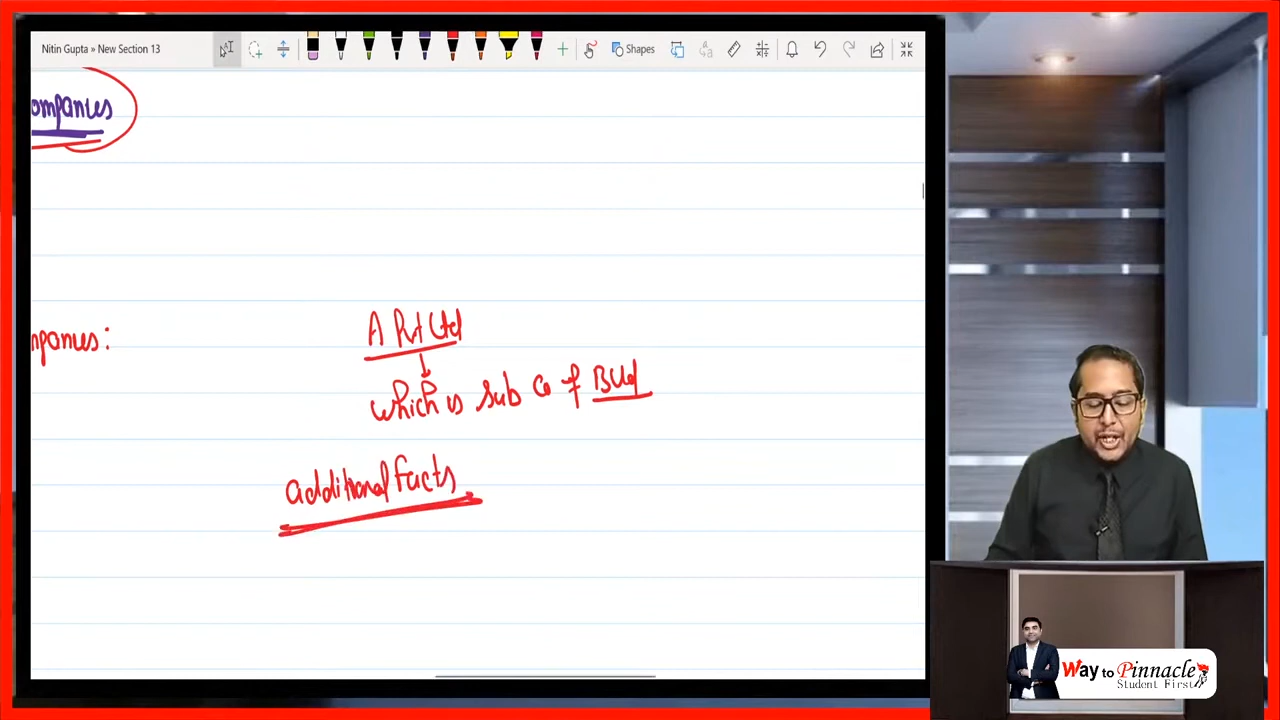 Nitin Gupta » New Section 13
Shapes
ompanies
A Pvt Ltd
mpanies:
which is sub Co of B Ltd
additional facts
Way to Pinnacle
Student First